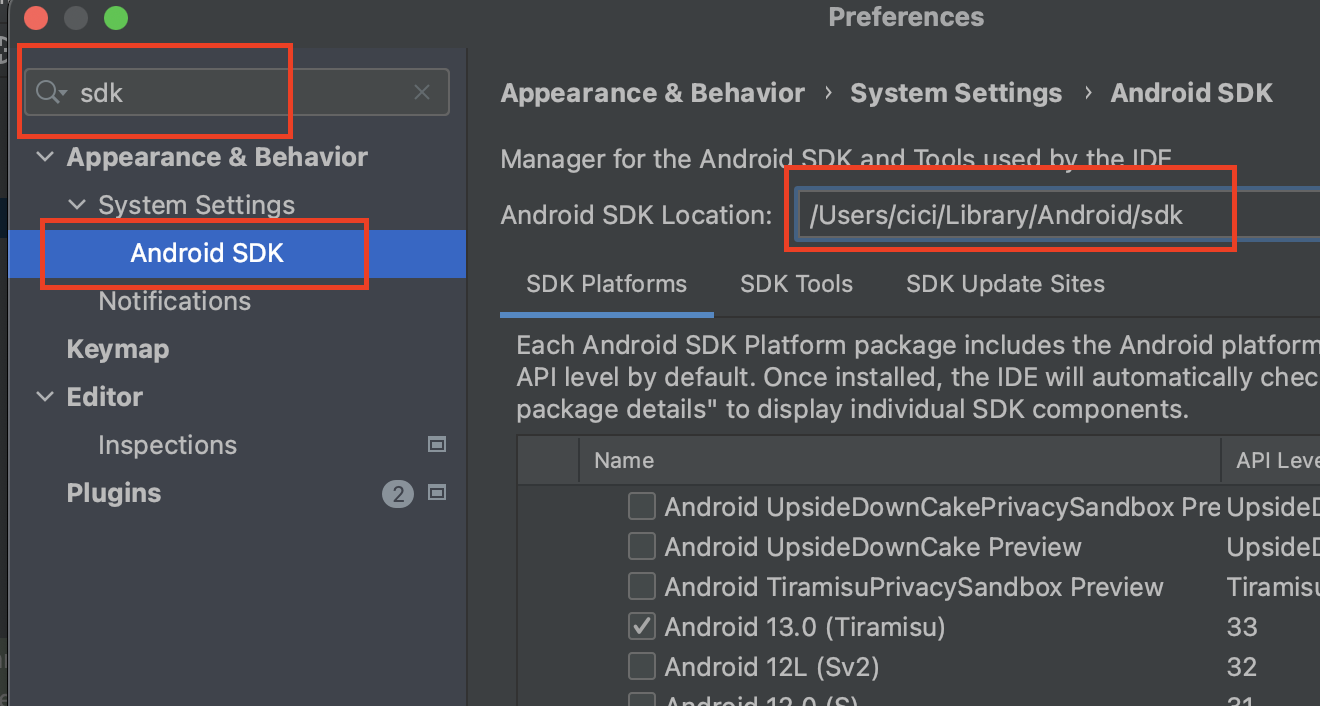 Preferences
sdk
Appearance & Behavior
System Settings
Android SDK
Notifications
Keymap
Editor
Inspections
Plugins
2
Appearance & Behavior › System Settings › Android SDK
Manager for the Android SDK and Tools used by the IDE
Android SDK Location: /Users/cici/Library/Android/sdk
SDK Platforms SDK Tools SDK Update Sites
Each Android SDK Platform package includes the Android platform
API level by default. Once installed, the IDE will automatically chec
package details" to display individual SDK components.
Name API Leve
Android UpsideDownCakePrivacySandbox Pre UpsideD
Android UpsideDownCake Preview UpsideD
Android TiramisuPrivacySandbox Preview Tiramisu
Android 13.0 (Tiramisu) 33
Android 12L (Sv2) 32
Android 12.0 (S) 31